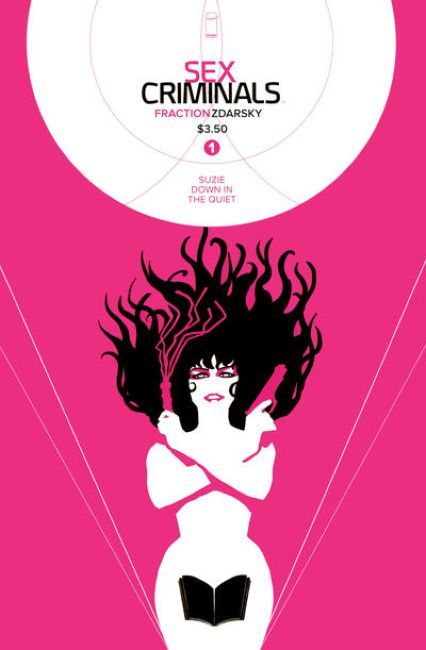 SEX
CRIMINALS
FRACTIONZDARSKY
$3.50
1
SUZIE
DOWN IN
THE QUIET